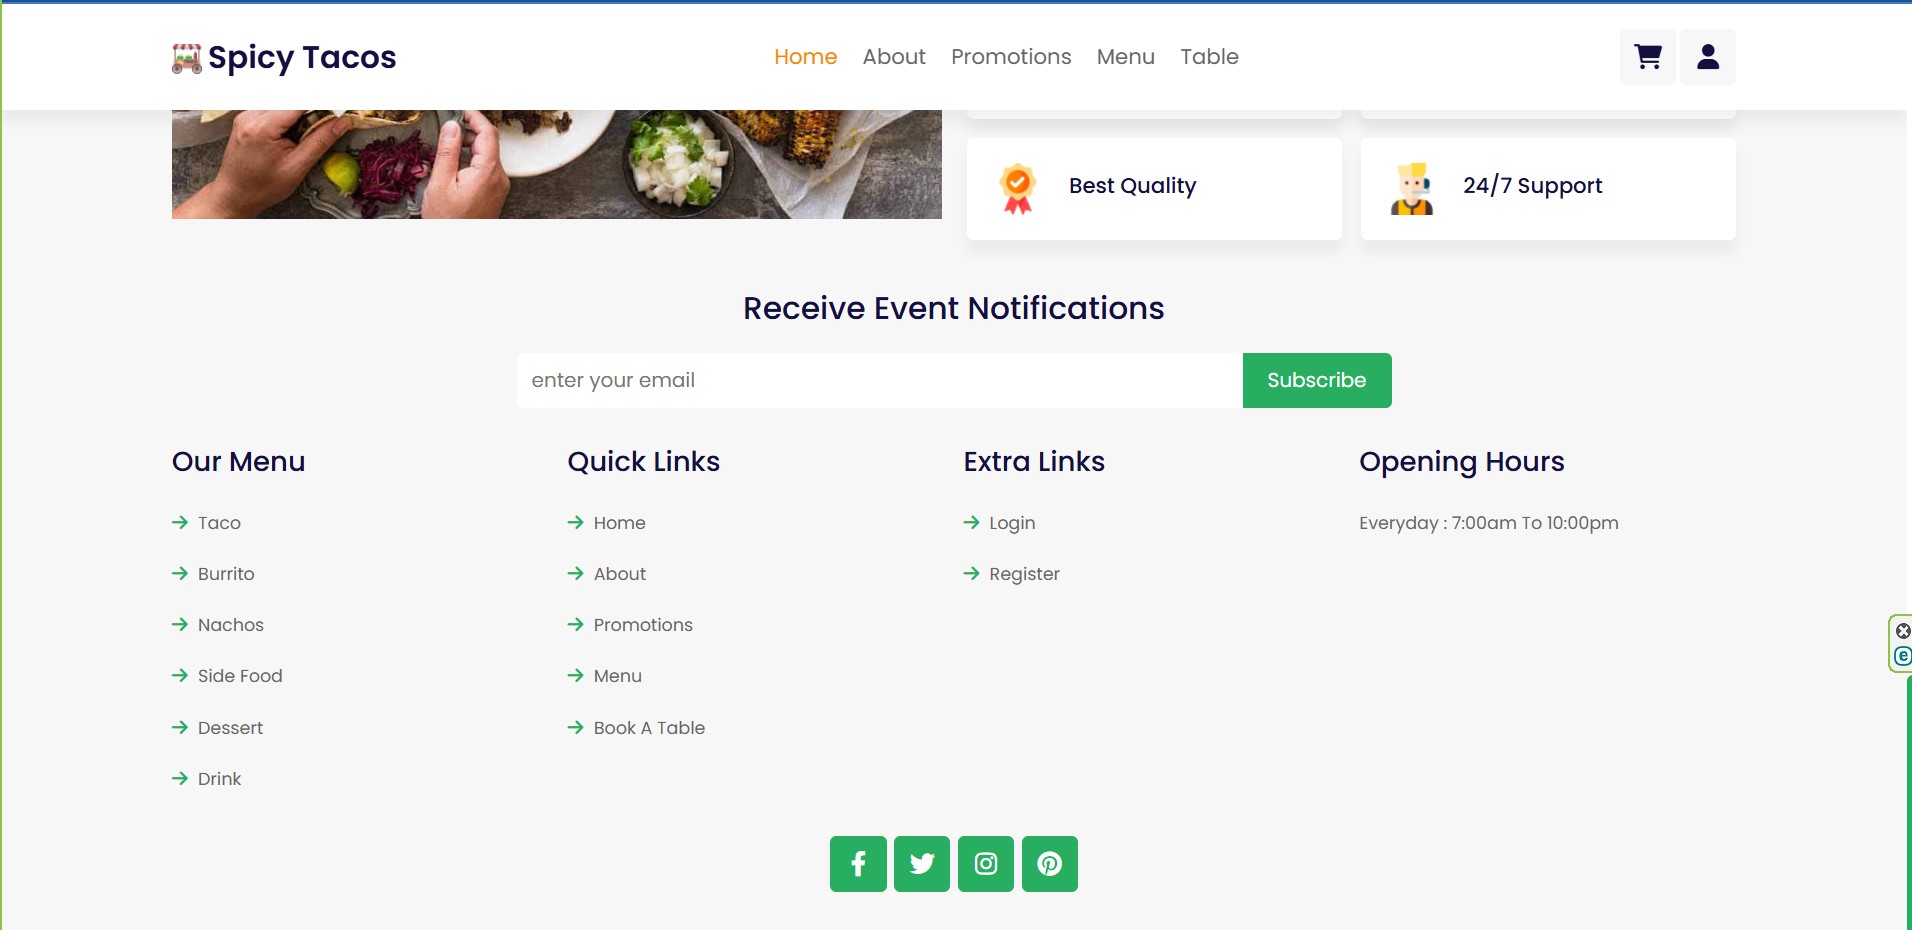 Spicy Tacos
Home About Promotions Menu Table
Best Quality
24/7 Support
Receive Event Notifications
enter your email
Subscribe
Our Menu
Taco
Burrito
Nachos
Side Food
Dessert
Drink
Quick Links
Home
About
Promotions
Menu
Book A Table
Extra Links
Login
Register
Opening Hours
Everyday : 7:00am To 10:00pm